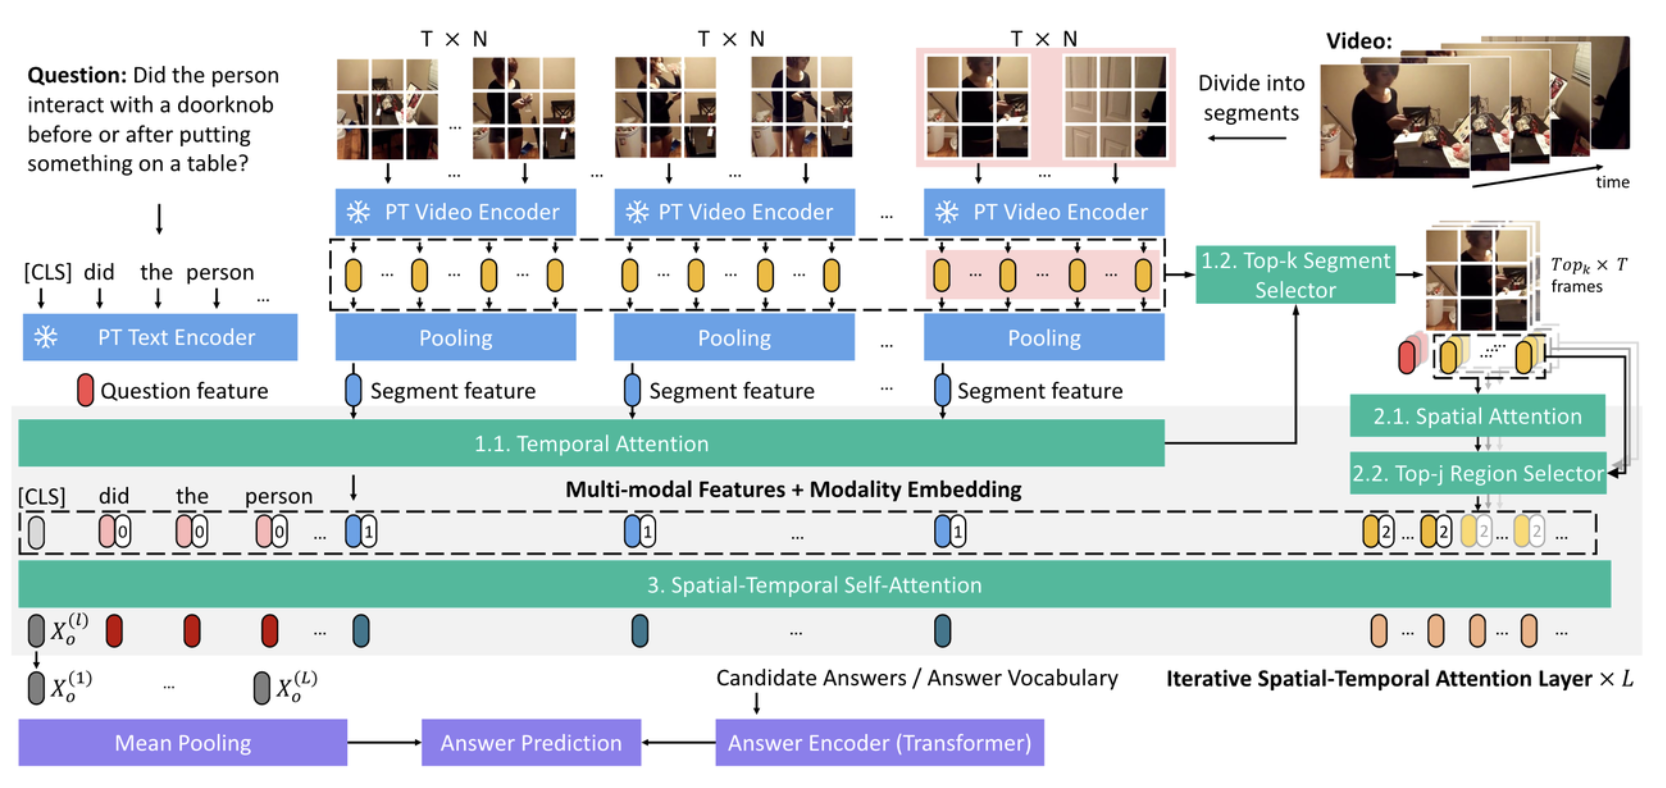 Question: Did the person
interact with a doorknob
before or after putting
something on a table?
T × N
T × N
T × N
Video:
Divide into
segments
time
...
...
...
...
PT Video Encoder
PT Video Encoder
...
PT Video Encoder
[CLS] did the person ...
PT Text Encoder
Question feature
... ... ...
... ... ...
... ... ...
1.2. Top-k Segment
Selector
Top_k × T
frames
Pooling
Pooling
...
Pooling
Segment feature
Segment feature
...
Segment feature
1.1. Temporal Attention
2.1. Spatial Attention
2.2. Top-j Region Selector
[CLS] did the person
Multi-modal Features + Modality Embedding
0 0 0 ... 1 1 ... 1 2 ... 2 2 ... 2 ...
3. Spatial-Temporal Self-Attention
X_o^(l) ... ... ... ... ...
X_o^(1) ... X_o^(L)
Candidate Answers / Answer Vocabulary
Iterative Spatial-Temporal Attention Layer × L
Mean Pooling
Answer Prediction
Answer Encoder (Transformer)